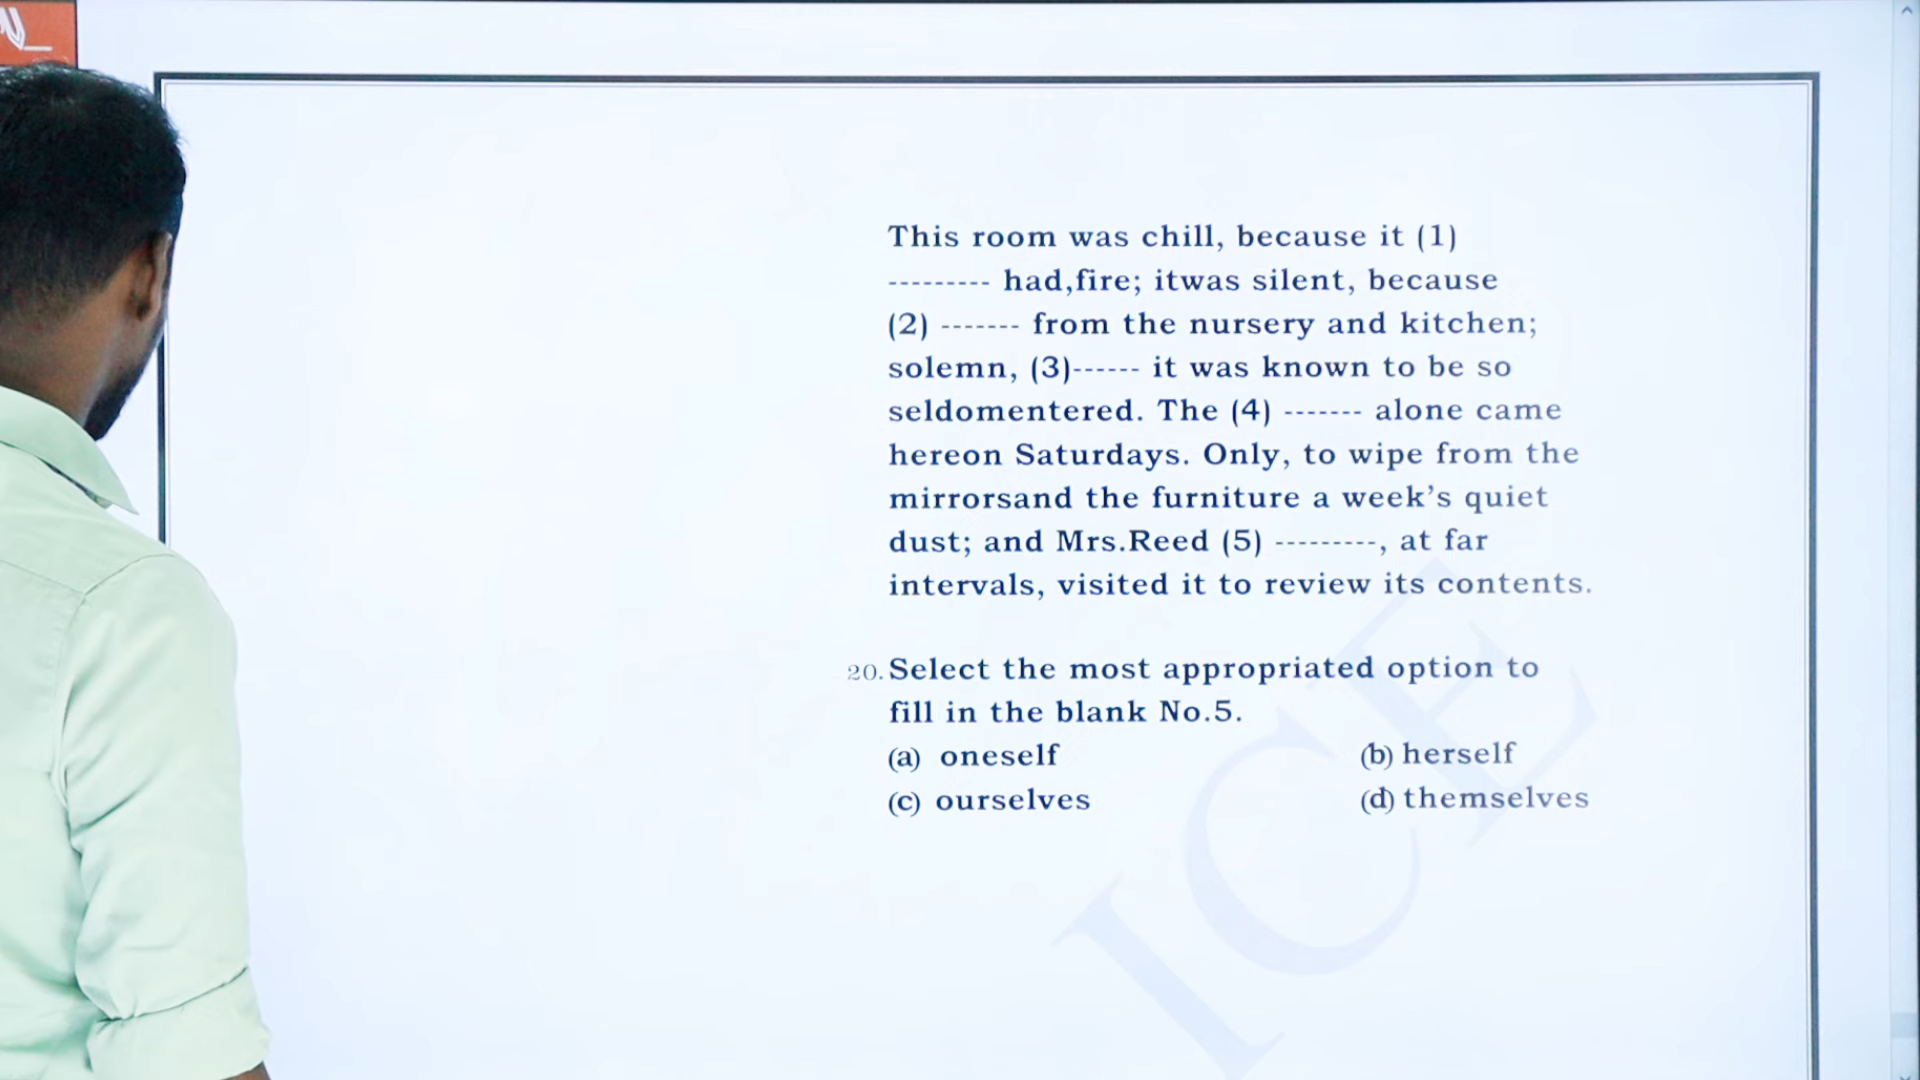 This room was chill, because it (1)
--------- had,fire; itwas silent, because
(2) ------- from the nursery and kitchen;
solemn, (3)------ it was known to be so
seldomentered. The (4) ------- alone came
hereon Saturdays. Only, to wipe from the
mirrorsand the furniture a week's quiet
dust; and Mrs.Reed (5) ---------, at far
intervals, visited it to review its contents.
20. Select the most appropriated option to
fill in the blank No.5.
(a) oneself (b) herself
(c) ourselves (d) themselves
ICE